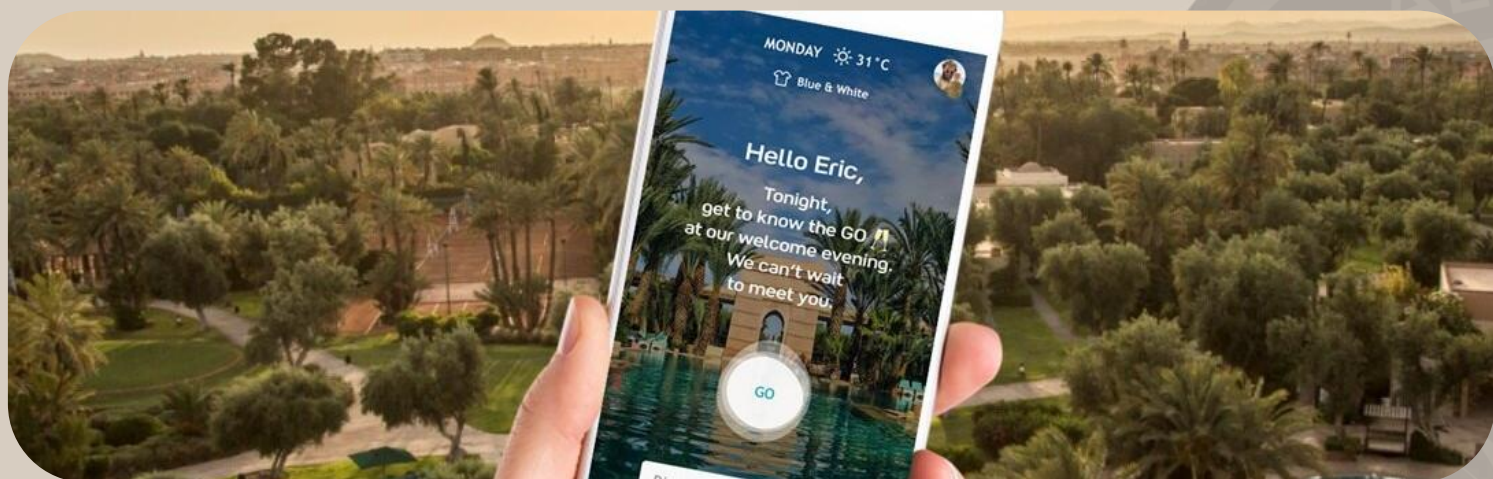 MONDAY 31°C
Blue & White
Hello Eric,
Tonight,
get to know the GO 🥂
at our welcome evening.
We can't wait
to meet you.
GO